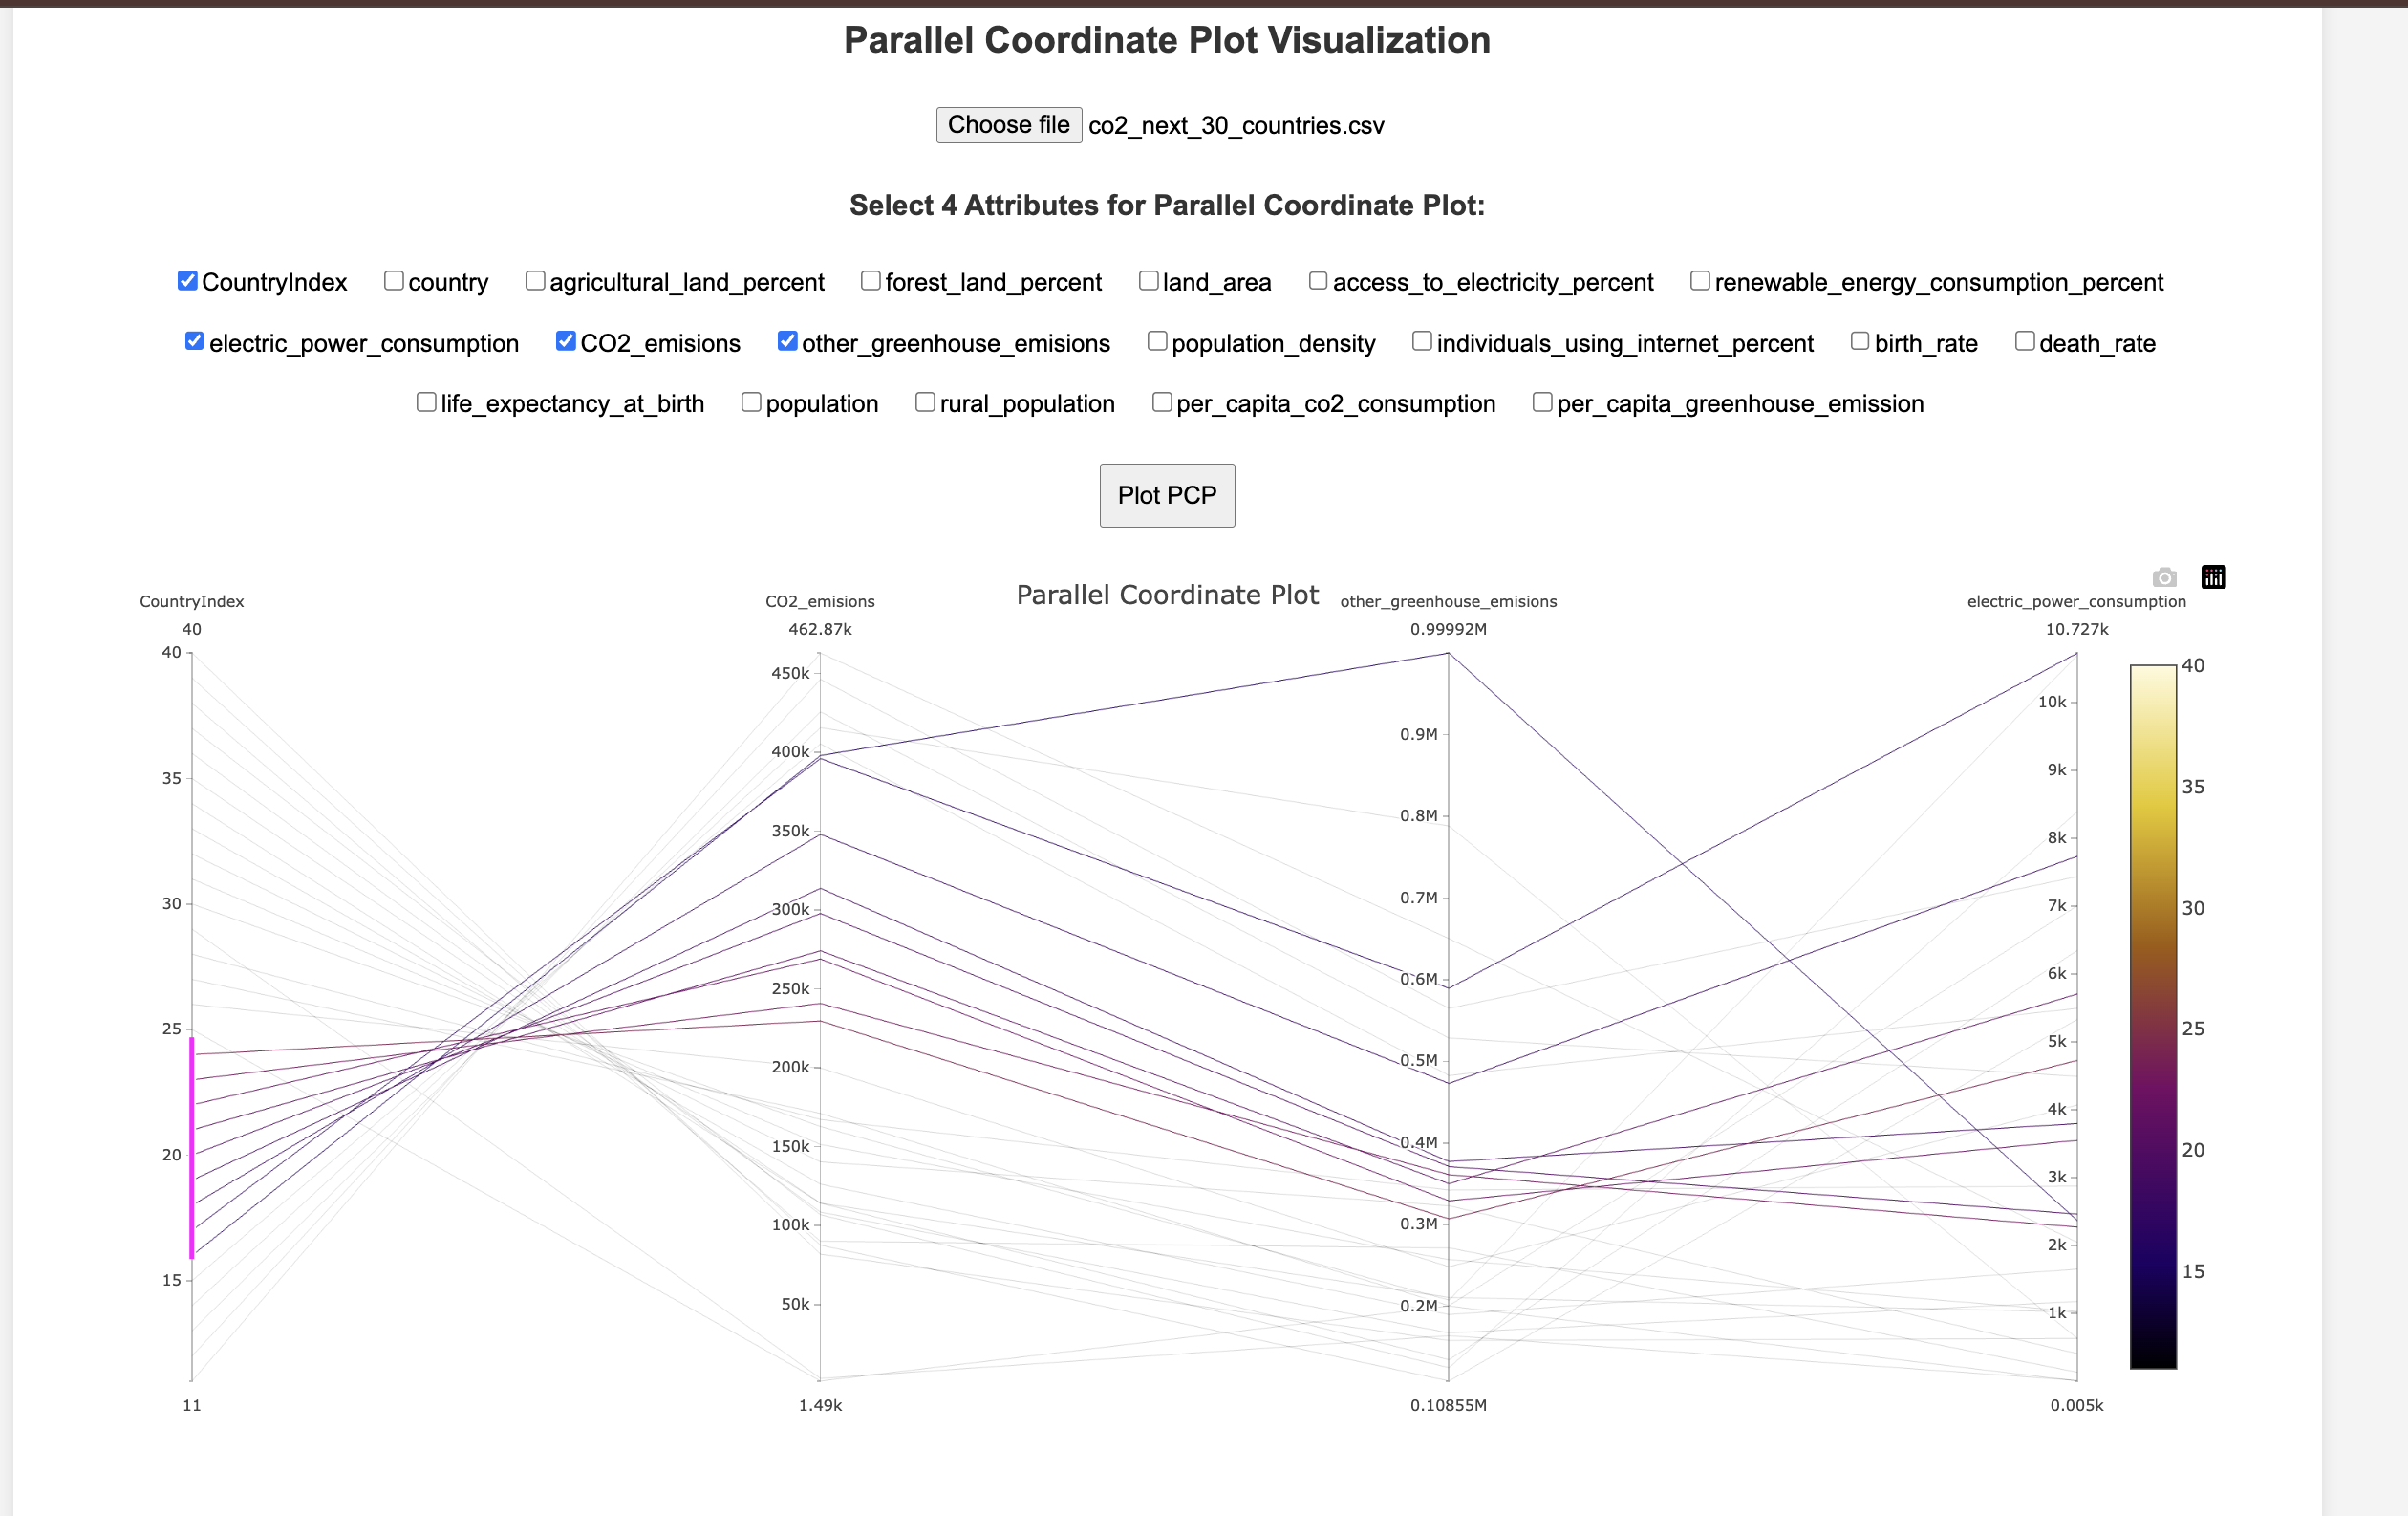 Parallel Coordinate Plot Visualization
Choose file co2_next_30_countries.csv
Select 4 Attributes for Parallel Coordinate Plot:
CountryIndex country agricultural_land_percent forest_land_percent land_area access_to_electricity_percent renewable_energy_consumption_percent
electric_power_consumption CO2_emisions other_greenhouse_emisions population_density individuals_using_internet_percent birth_rate death_rate
life_expectancy_at_birth population rural_population per_capita_co2_consumption per_capita_greenhouse_emission
Plot PCP
Parallel Coordinate Plot
CountryIndex
40
40
35
30
25
20
15
11
CO2_emisions
462.87k
450k
400k
350k
300k
250k
200k
150k
100k
50k
1.49k
other_greenhouse_emisions
0.99992M
0.9M
0.8M
0.7M
0.6M
0.5M
0.4M
0.3M
0.2M
0.10855M
electric_power_consumption
10.727k
10k
9k
8k
7k
6k
5k
4k
3k
2k
1k
0.005k
40
35
30
25
20
15